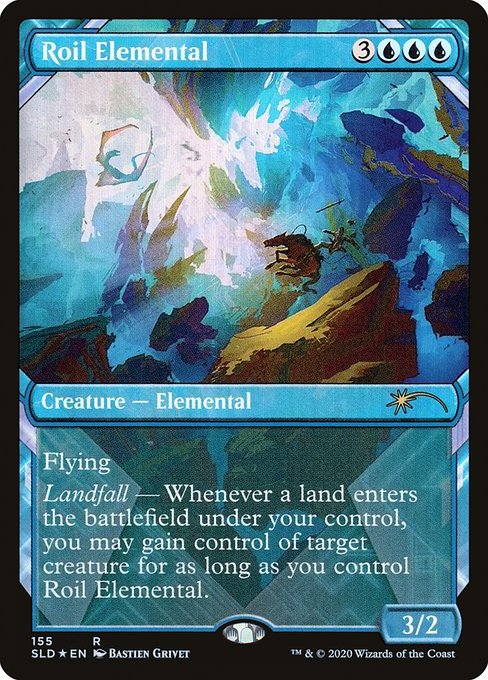 Roil Elemental 3
Creature — Elemental
Flying
Landfall — Whenever a land enters
the battlefield under your control,
you may gain control of target
creature for as long as you control
Roil Elemental.
3/2
155 R
SLD ★ EN Bastien Grivet ™ & © 2020 Wizards of the Coast